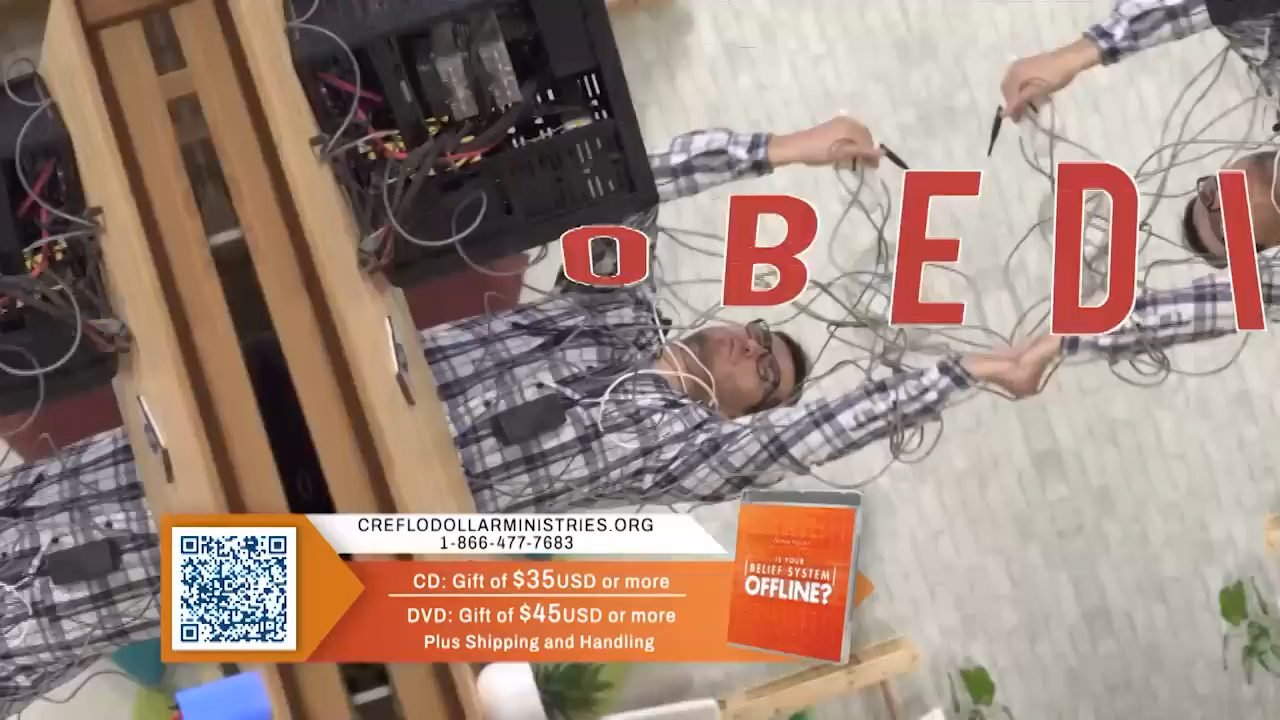 OBEDI
CREFLODOLLARMINISTRIES.ORG
1-866-477-7683
CD: Gift of $35USD or more
DVD: Gift of $45USD or more
Plus Shipping and Handling
IS YOUR
BELIEF SYSTEM
OFFLINE?